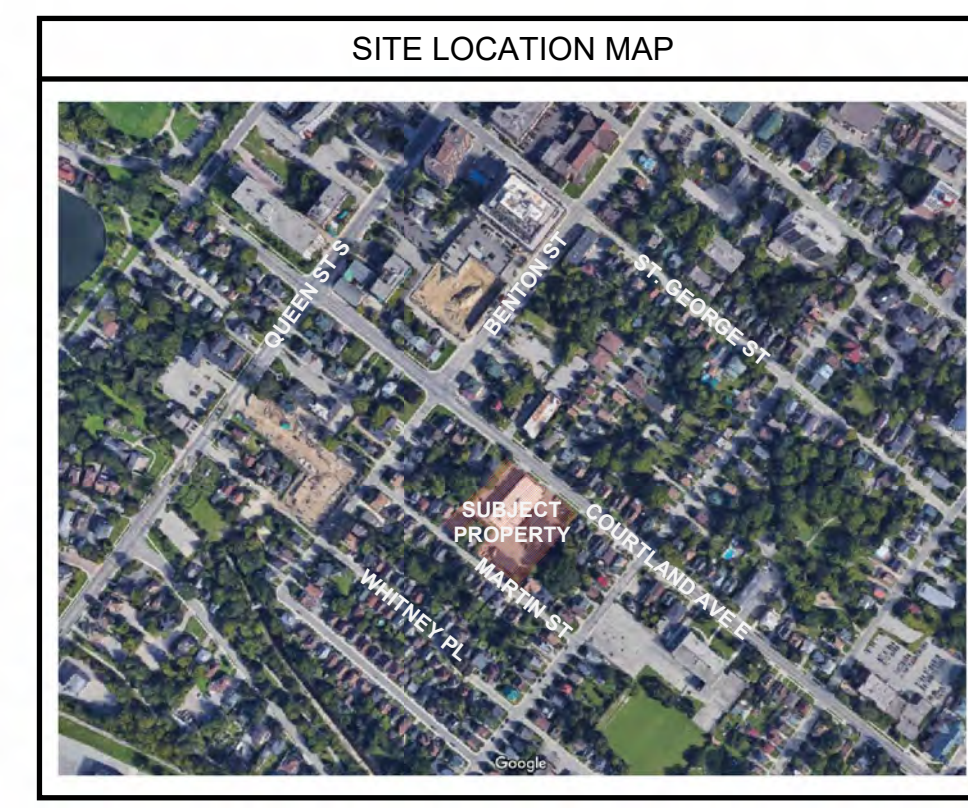 SITE LOCATION MAP
QUEEN ST S
BENTON ST
ST. GEORGE ST
SUBJECT
PROPERTY
COURTLAND AVE E
MARTIN ST
WHITNEY PL
Google